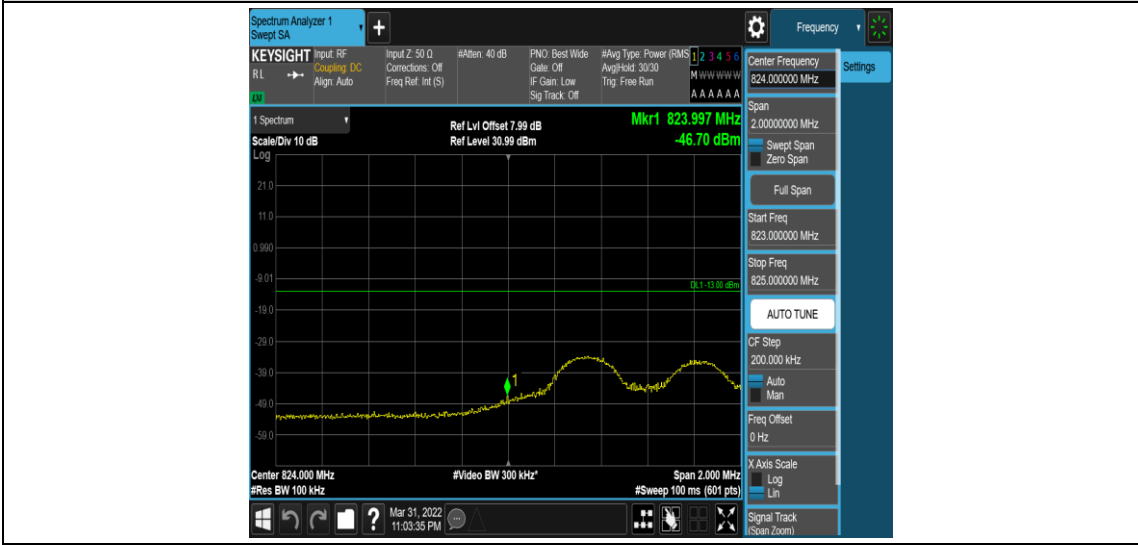 Spectrum Analyzer 1
Swept SA
Frequency
KEYSIGHT
RL
LNI
Input: RF
Coupling: DC
Align: Auto
Input Z: 50 Ω
Corrections: Off
Freq Ref: Int (S)
#Atten: 40 dB
PNO: Best Wide
Gate: Off
IF Gain: Low
Sig Track: Off
#Avg Type: Power (RMS
Avg|Hold: 30/30
Trig: Free Run
1 2 3 4 5 6
M W W W W W
A A A A A A
1 Spectrum
Scale/Div 10 dB
Ref Lvl Offset 7.99 dB
Ref Level 30.99 dBm
Mkr1 823.997 MHz
-46.70 dBm
Log
21.0
11.0
0.990
-9.01
DL1 -13.00 dBm
-19.0
-29.0
-39.0
1
-49.0
-59.0
Center 824.000 MHz
#Video BW 300 kHz*
Span 2.000 MHz
#Res BW 100 kHz
#Sweep 100 ms (601 pts)
?
Mar 31, 2022
11:03:35 PM
Center Frequency
824.000000 MHz
Settings
Span
2.00000000 MHz
Swept Span
Zero Span
Full Span
Start Freq
823.000000 MHz
Stop Freq
825.000000 MHz
AUTO TUNE
CF Step
200.000 kHz
Auto
Man
Freq Offset
0 Hz
X Axis Scale
Log
Lin
Signal Track
(Span Zoom)